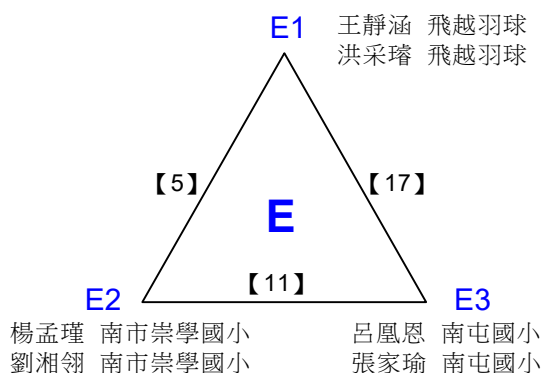 E1
王靜涵 飛越羽球
洪采璿 飛越羽球
【5】
【17】
E
【11】
E2
E3
楊孟瑾 南市崇學國小
劉湘翎 南市崇學國小
呂凰恩 南屯國小
張家瑜 南屯國小